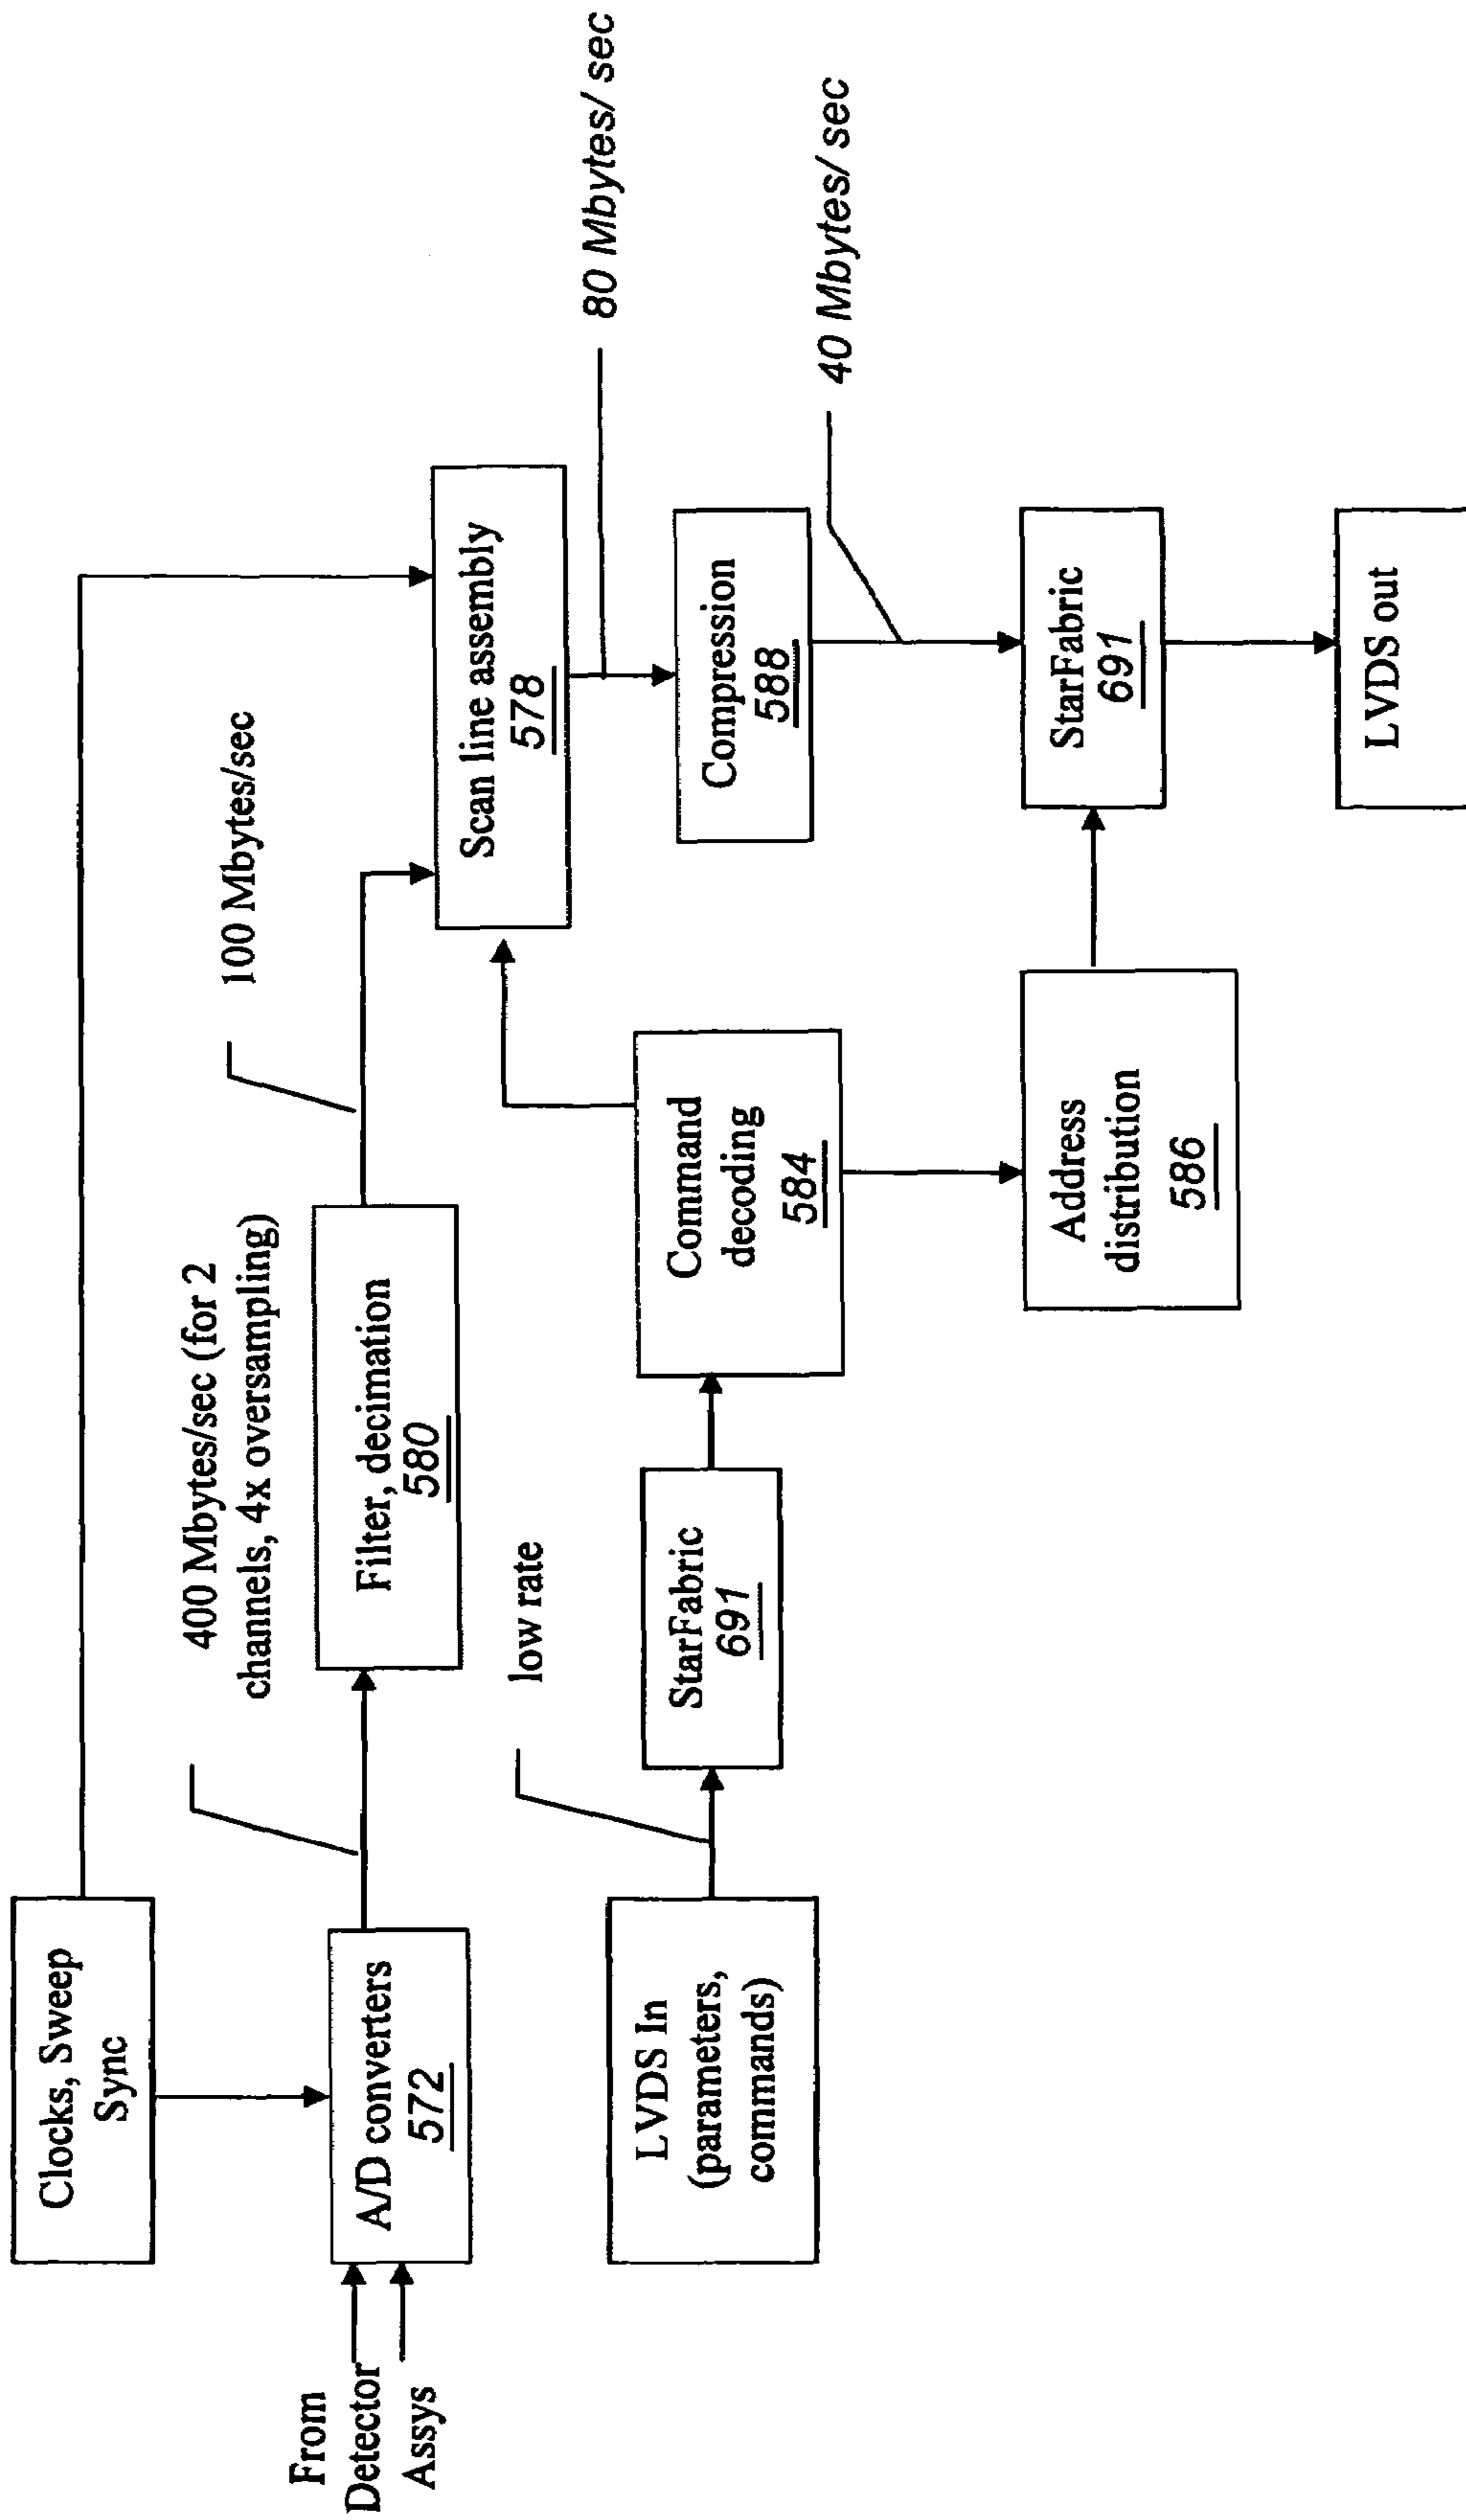 Clocks, Sweep
Sync
400 Mbytes/sec (for 2
channels, 4x oversampling)
100 Mbytes/sec
From
Detector
Assys
A/D converters
572
Filter, decimation
580
Scan line assembly
578
low rate
80 Mbytes/sec
LVDS In
(parameters,
commands)
StarFabric
691
Command
decoding
584
Compression
588
40 Mbytes/sec
Address
distribution
586
StarFabric
691
LVDS out